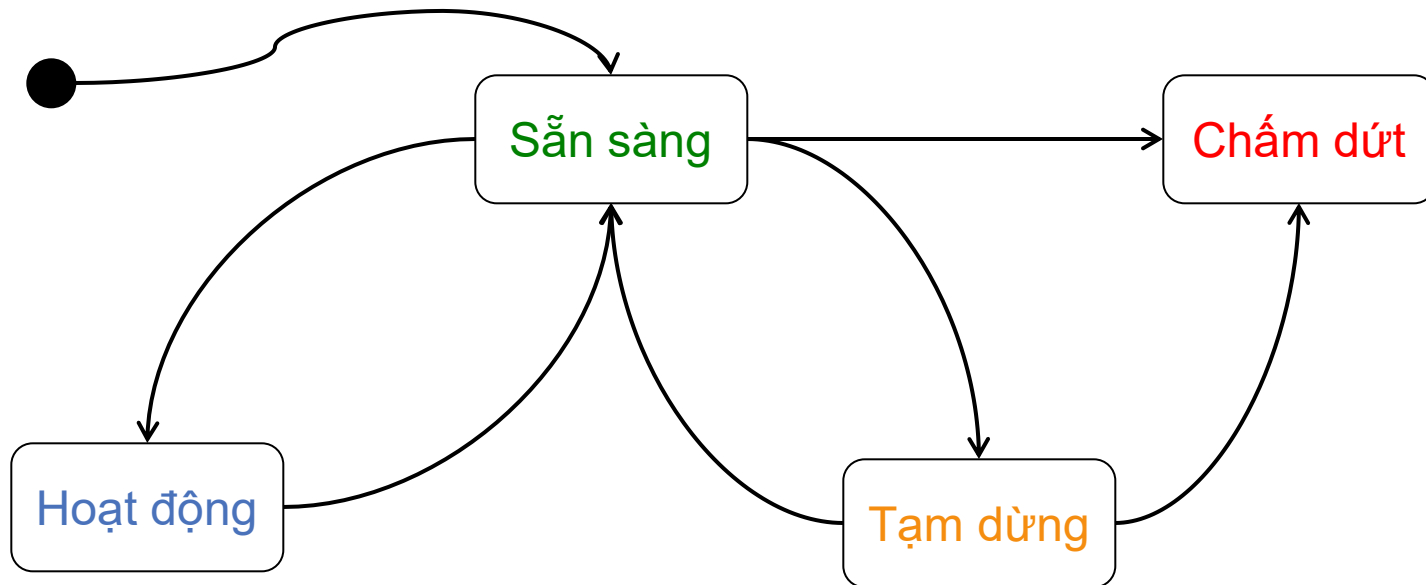 Sẵn sàng
Chấm dứt
Hoạt động
Tạm dừng